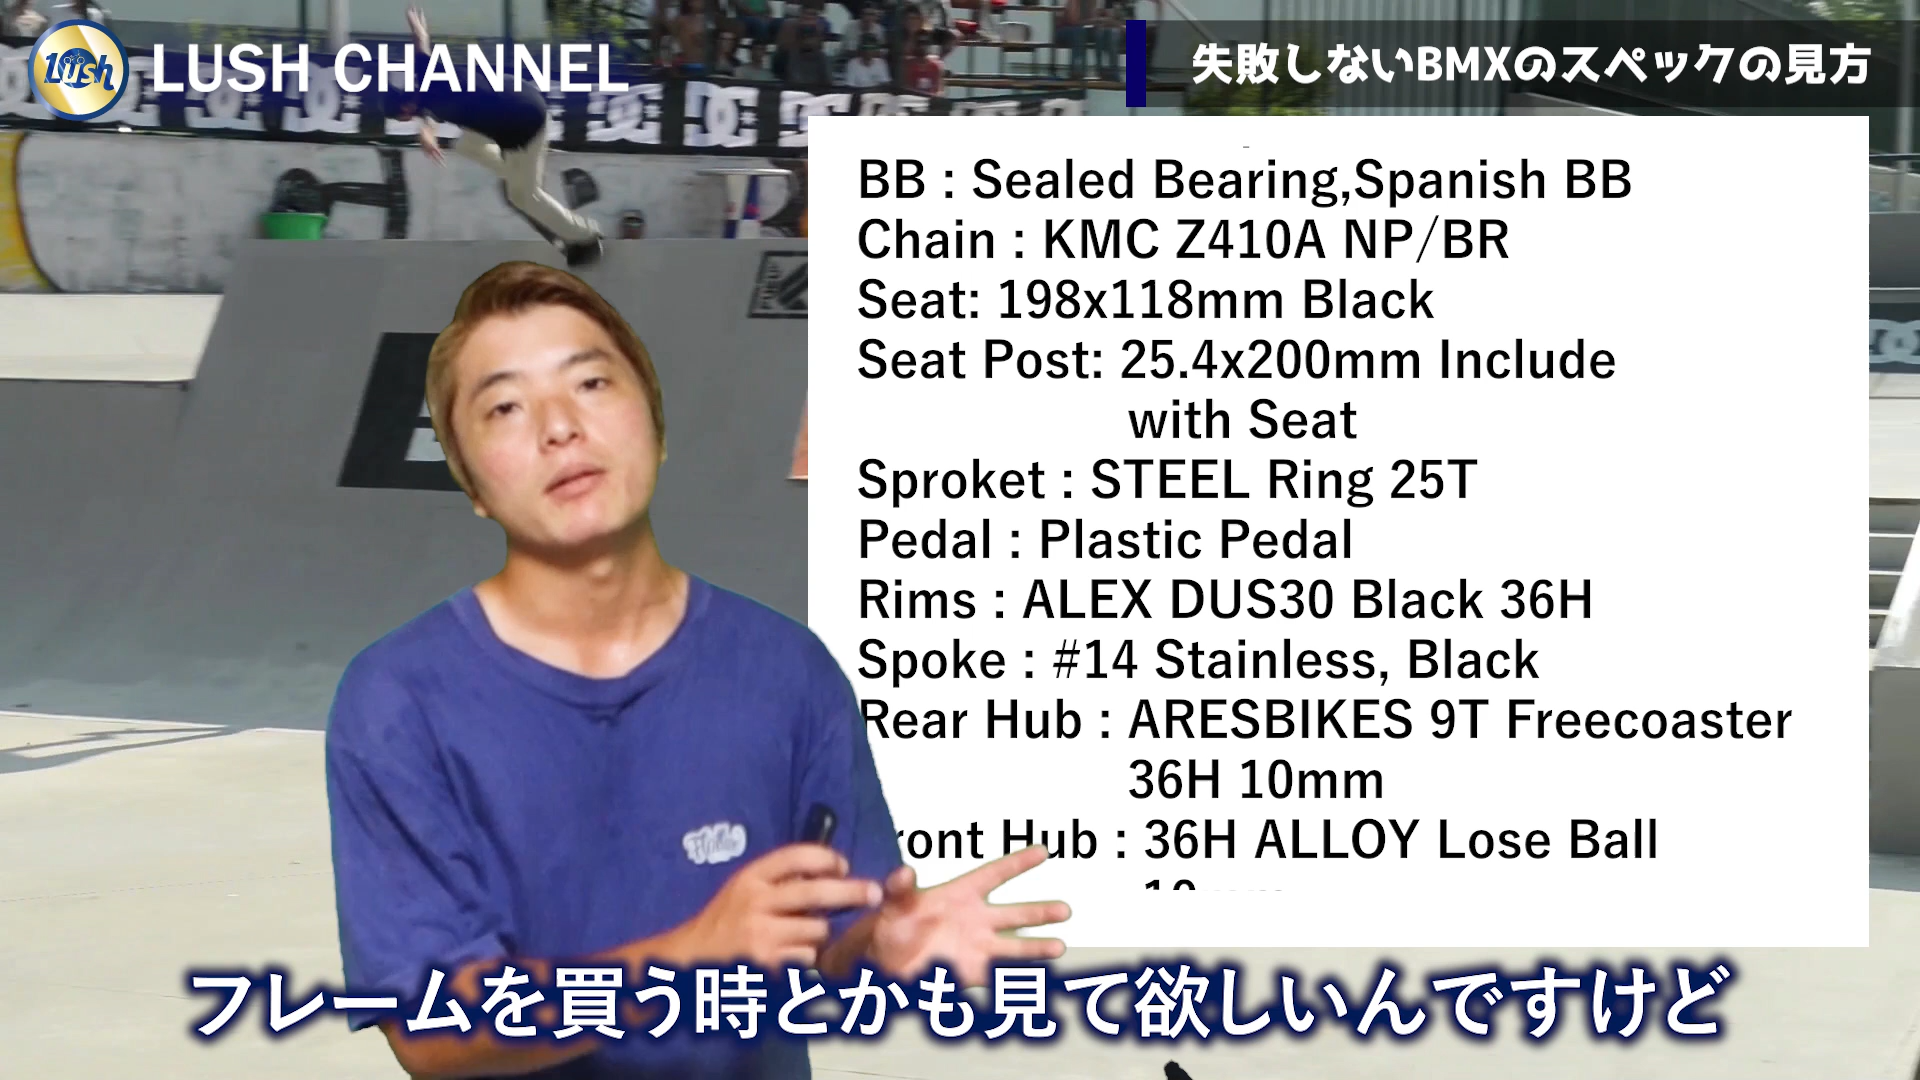 Lush
LUSH CHANNEL
失敗しないBMXのスペックの見方
BB : Sealed Bearing,Spanish BB
Chain : KMC Z410A NP/BR
Seat: 198x118mm Black
Seat Post: 25.4x200mm Include
with Seat
Sproket : STEEL Ring 25T
Pedal : Plastic Pedal
Rims : ALEX DUS30 Black 36H
Spoke : #14 Stainless, Black
Rear Hub : ARESBIKES 9T Freecoaster
36H 10mm
ront Hub : 36H ALLOY Lose Ball
フレームを買う時とかも見て欲しいんですけど